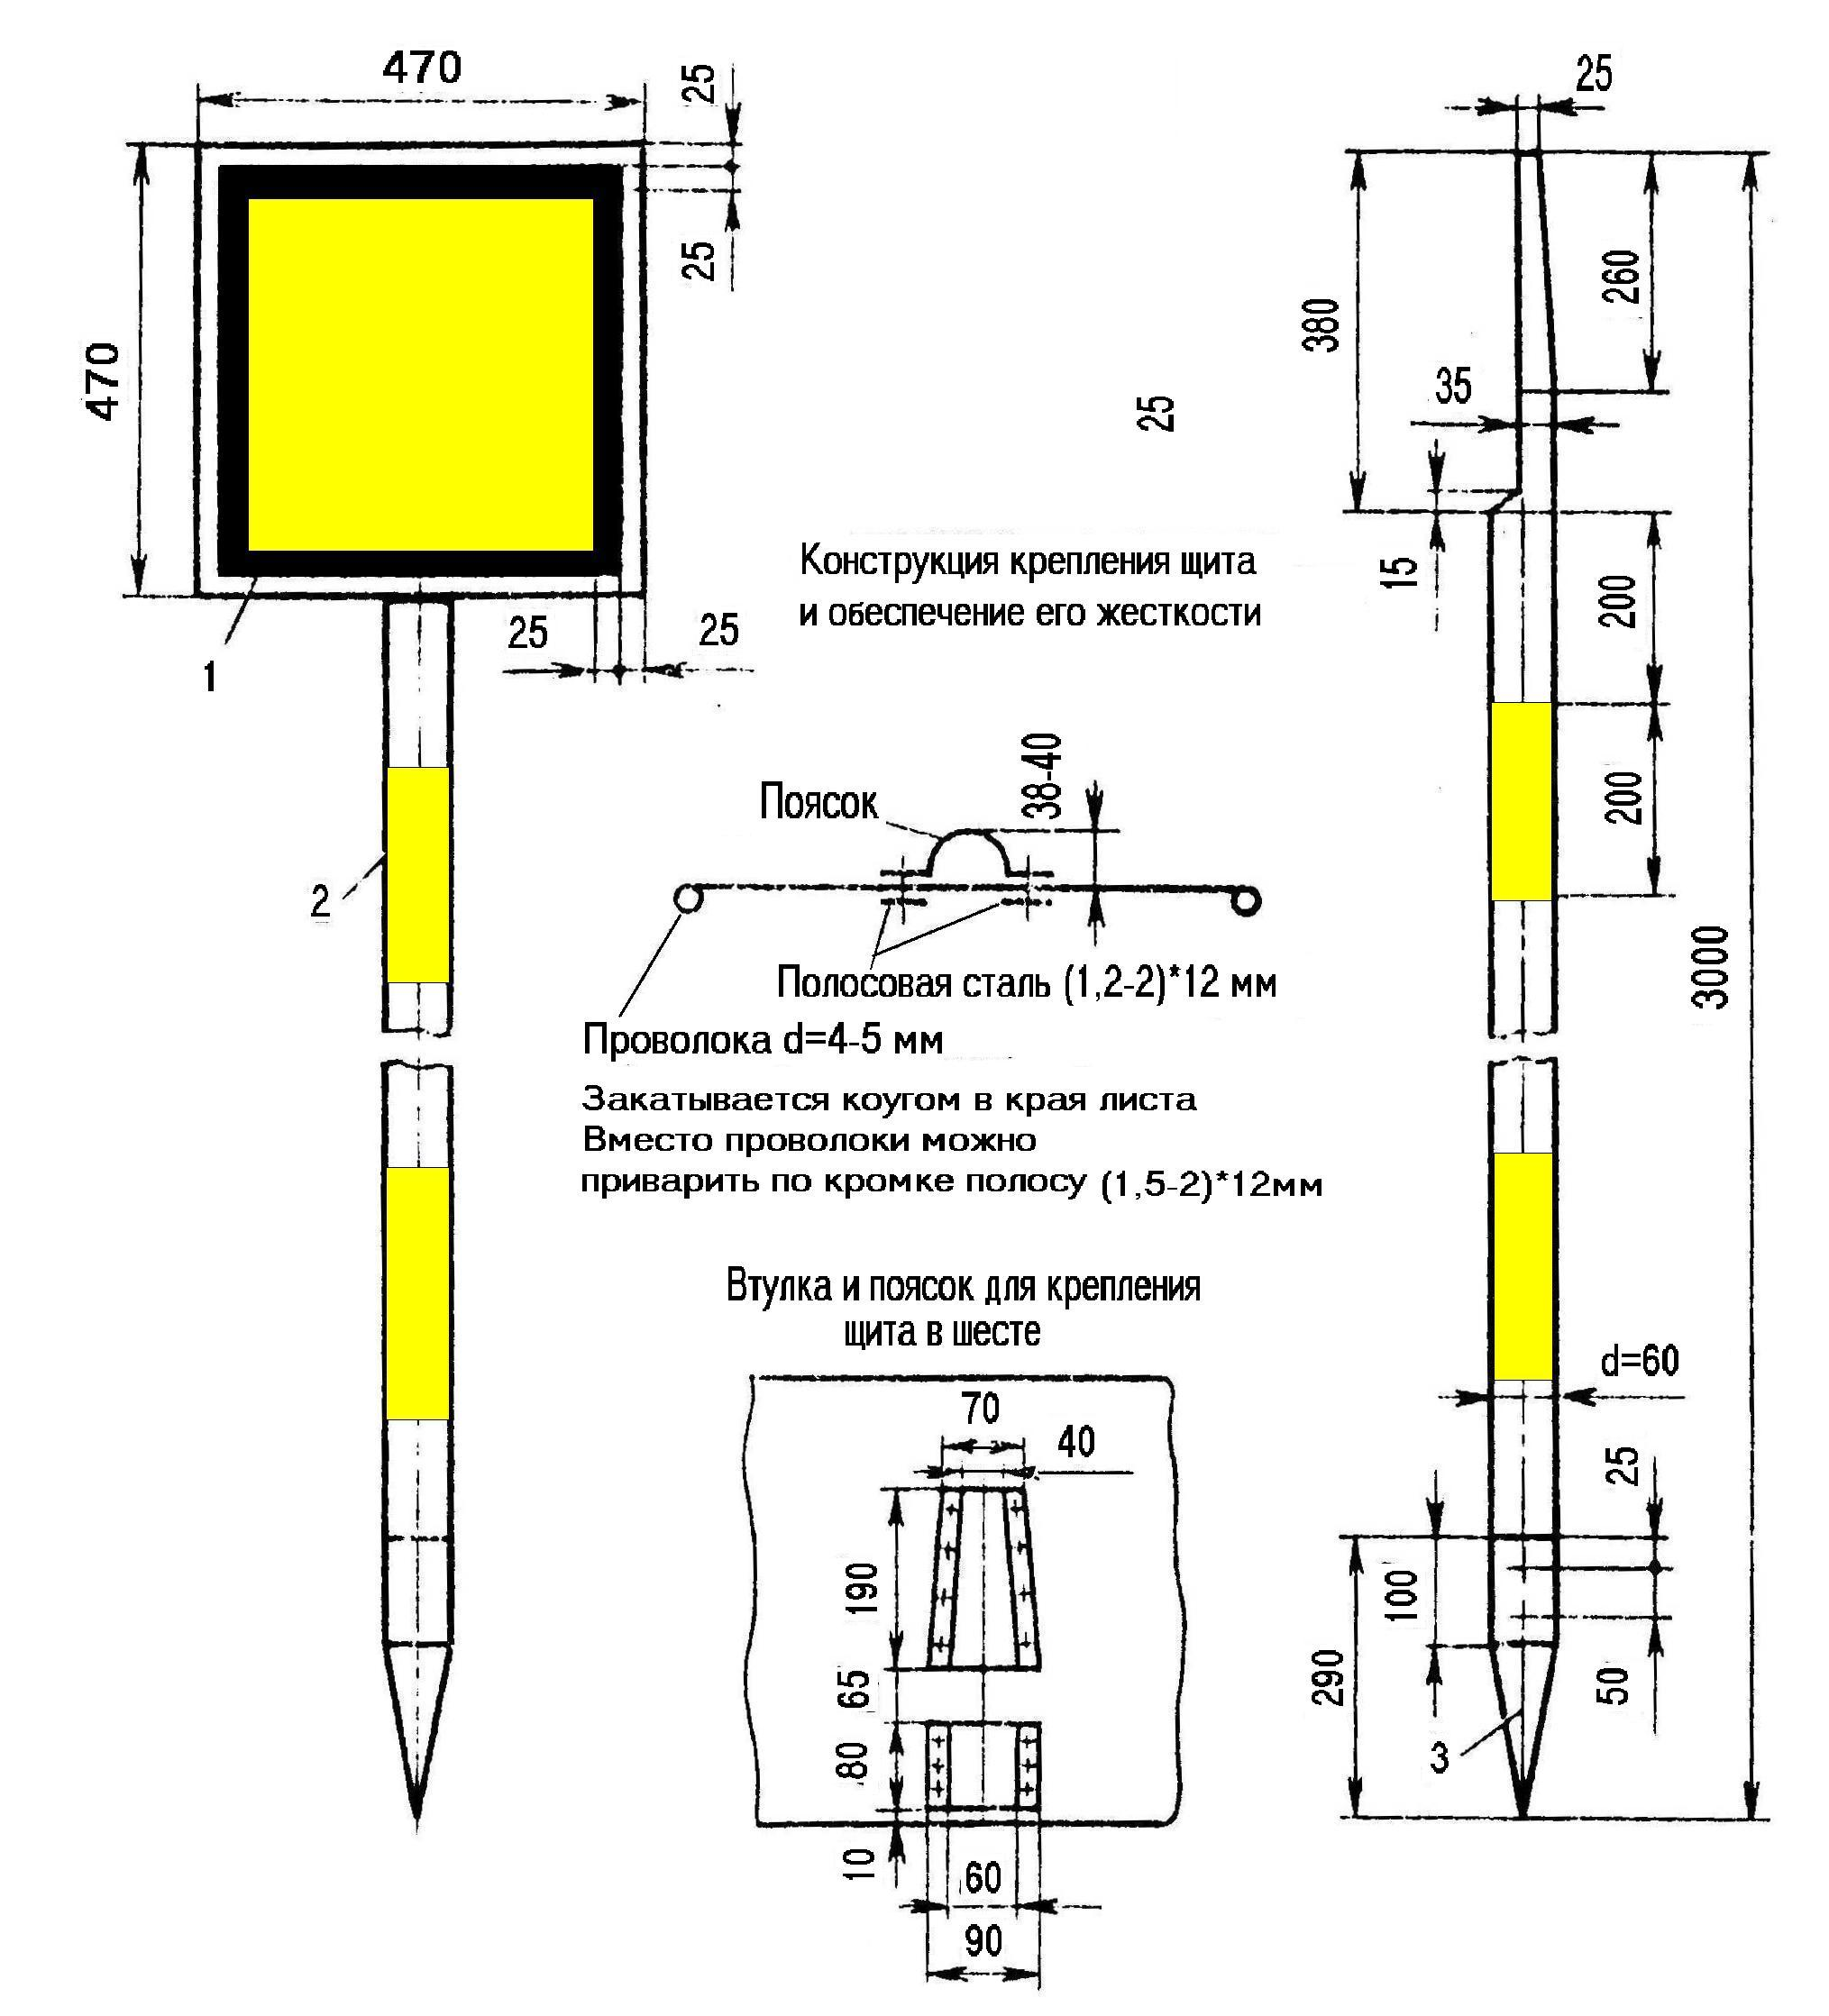 470
25
25
470
25
25
1
2
25
380
260
35
25
15
200
200
3000
Конструкция крепления щита
и обеспечение его жесткости
Поясок
38-40
Полосовая сталь (1,2-2)*12 мм
Проволока d=4-5 мм
Закатывается коугом в края листа
Вместо проволоки можно
приварить по кромке полосу (1,5-2)*12мм
Втулка и поясок для крепления
щита в шесте
70
40
190
65
80
10
60
90
d=60
25
100
50
290
3